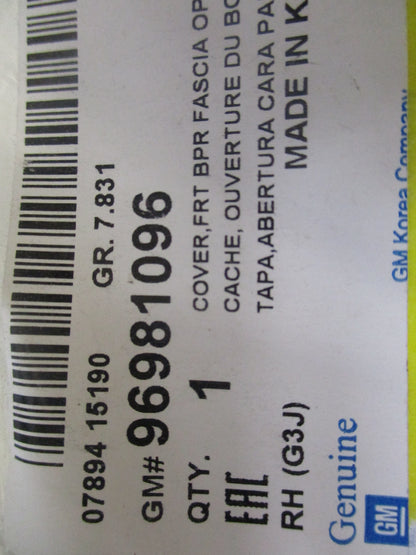 07894 15190 GR. 7.831
GM# 96981096
QTY. 1 COVER,FRT BPR FASCIA OP
CACHE, OUVERTURE DU BO
EAC TAPA,ABERTURA CARA PA
RH (G3J) MADE IN K
Genuine
GM GM Korea Company